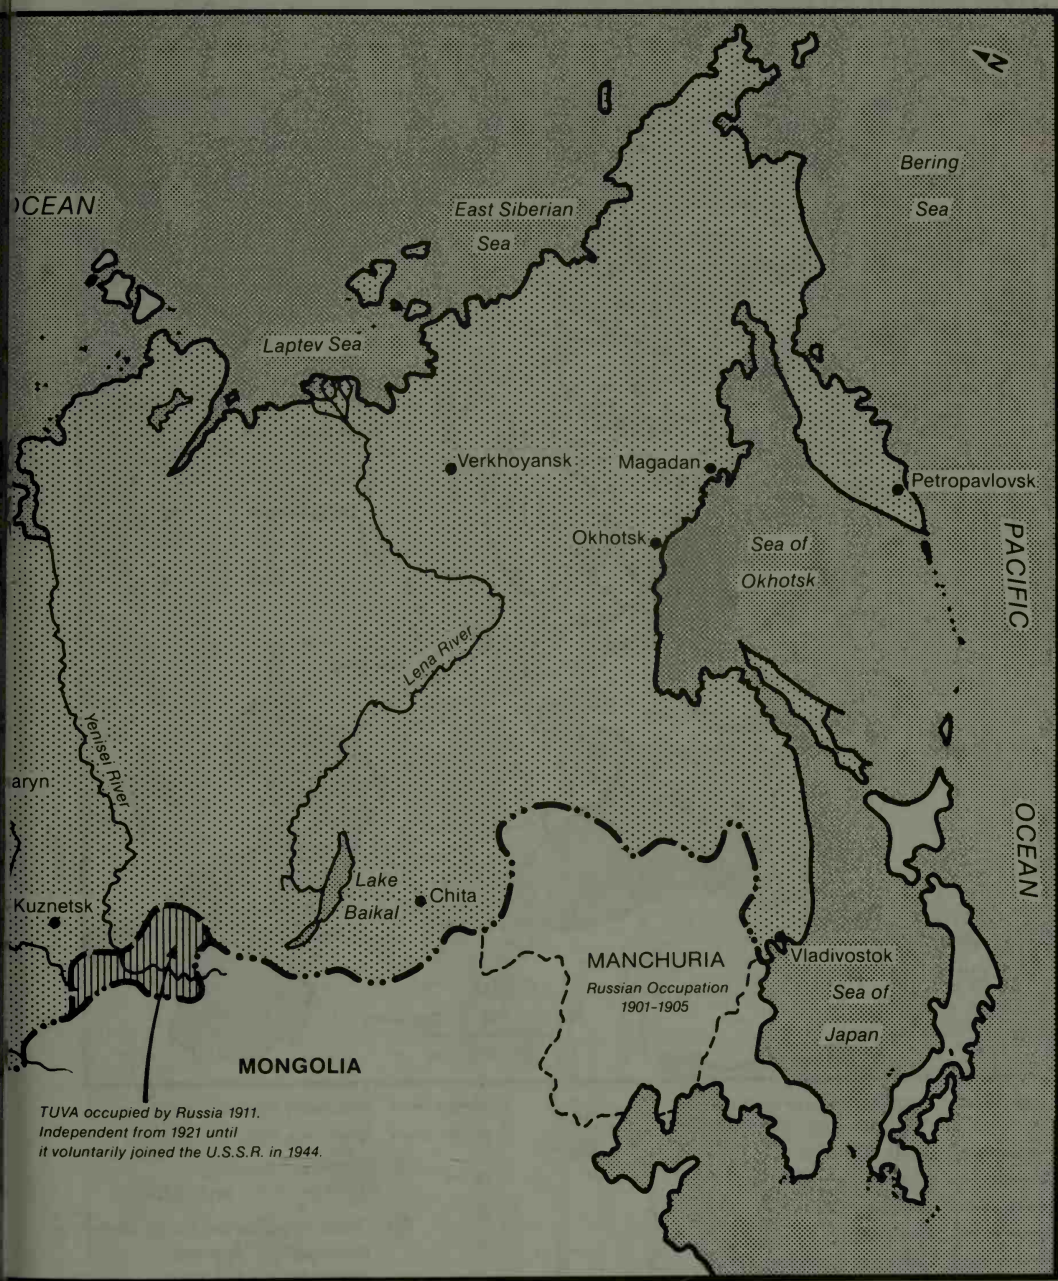 N
Bering
Sea
OCEAN
East Siberian
Sea
Laptev Sea
Verkhoyansk
Magadan
Petropavlovsk
Okhotsk
Sea of
Okhotsk
PACIFIC
OCEAN
Lena River
Yenisei River
aryn
Kuznetsk
Lake
Baikal
Chita
MANCHURIA
Russian Occupation
1901-1905
Vladivostok
Sea of
Japan
MONGOLIA
TUVA occupied by Russia 1911.
Independent from 1921 until
it voluntarily joined the U.S.S.R. in 1944.